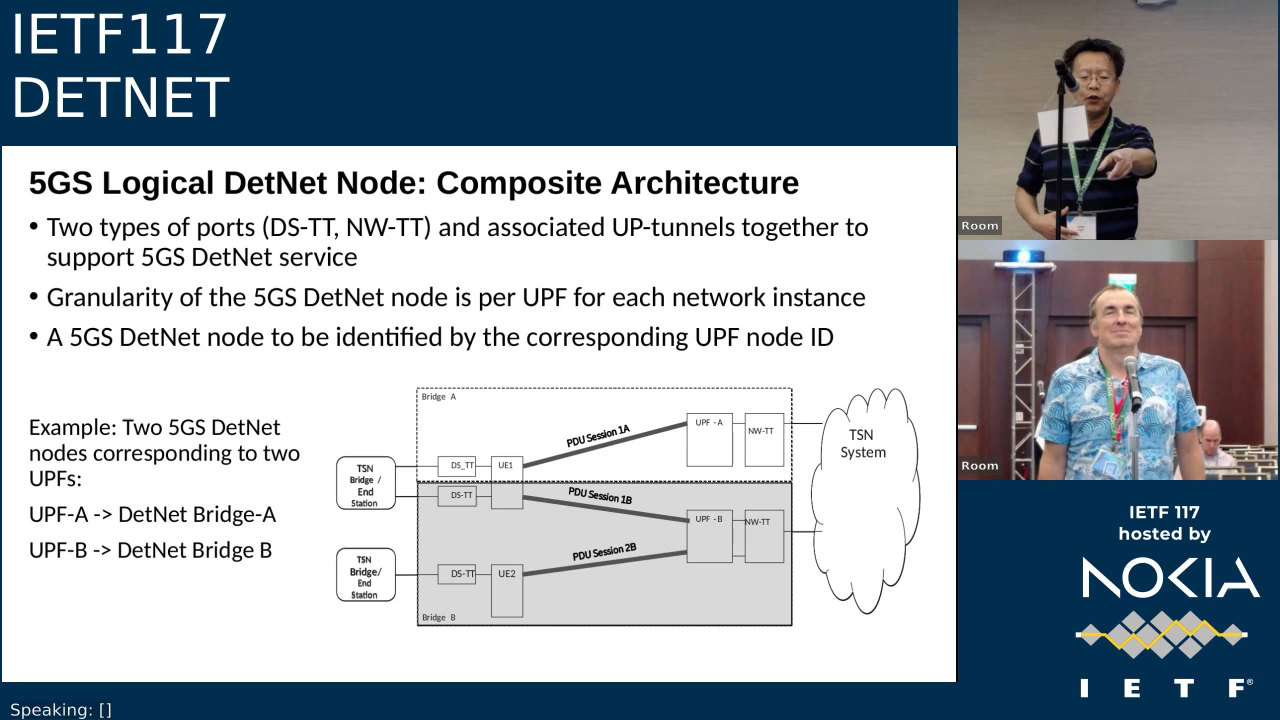 IETF117
DETNET
5GS Logical DetNet Node: Composite Architecture
• Two types of ports (DS-TT, NW-TT) and associated UP-tunnels together to
support 5GS DetNet service
• Granularity of the 5GS DetNet node is per UPF for each network instance
• A 5GS DetNet node to be identified by the corresponding UPF node ID
Example: Two 5GS DetNet
nodes corresponding to two
UPFs:
UPF-A -> DetNet Bridge-A
UPF-B -> DetNet Bridge B
Bridge A
TSN
Bridge /
End
Station
DS_TT
UE1
PDU Session 1A
UPF -A
NW-TT
TSN
System
DS-TT
PDU Session 1B
UPF -B
NW-TT
PDU Session 2B
TSN
Bridge/
End
Station
DS-TT
UE2
Bridge B
Room
Room
IETF 117
hosted by
NOKIA
I E T F®
Speaking: []